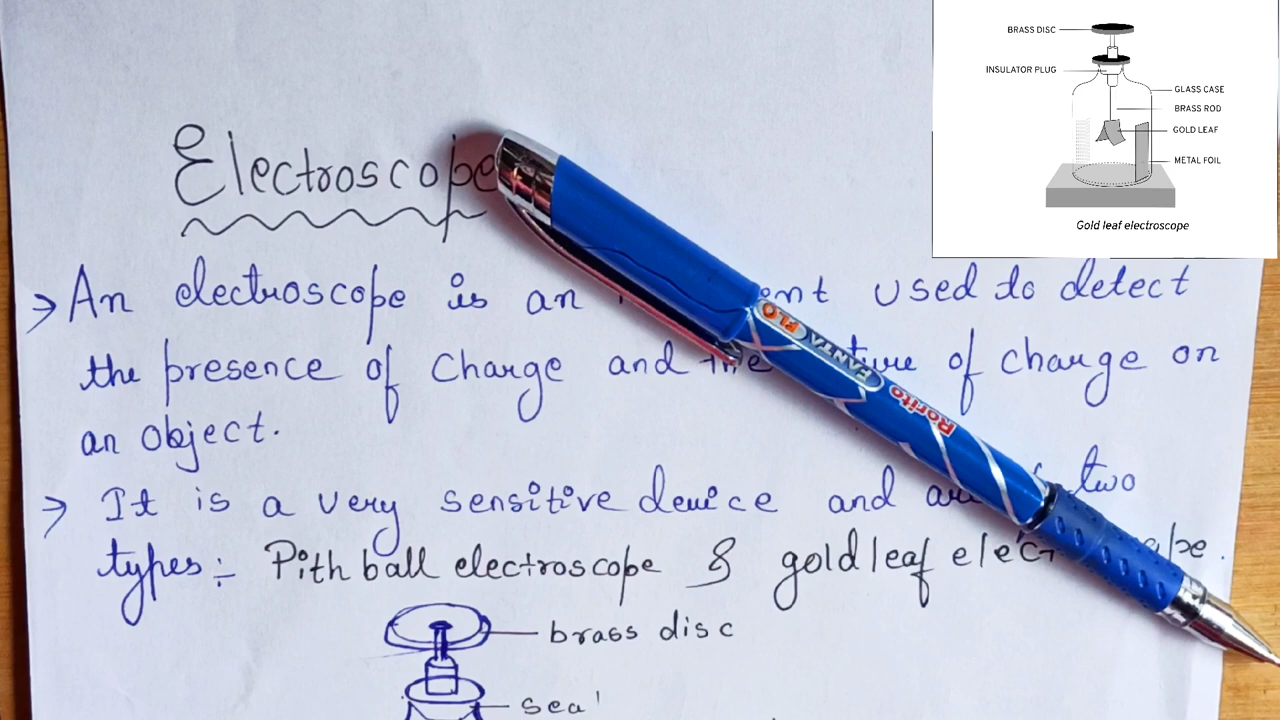 Electroscope
→ An electroscope is an used to detect
the presence of charge and the of charge on
an object.
→ It is a very sensitive device and two
types:- Pith ball electroscope & gold leaf
brass disc
seal
FLO
FANTA
Rorito
BRASS DISC
INSULATOR PLUG
GLASS CASE
BRASS ROD
GOLD LEAF
METAL FOIL
Gold leaf electroscope